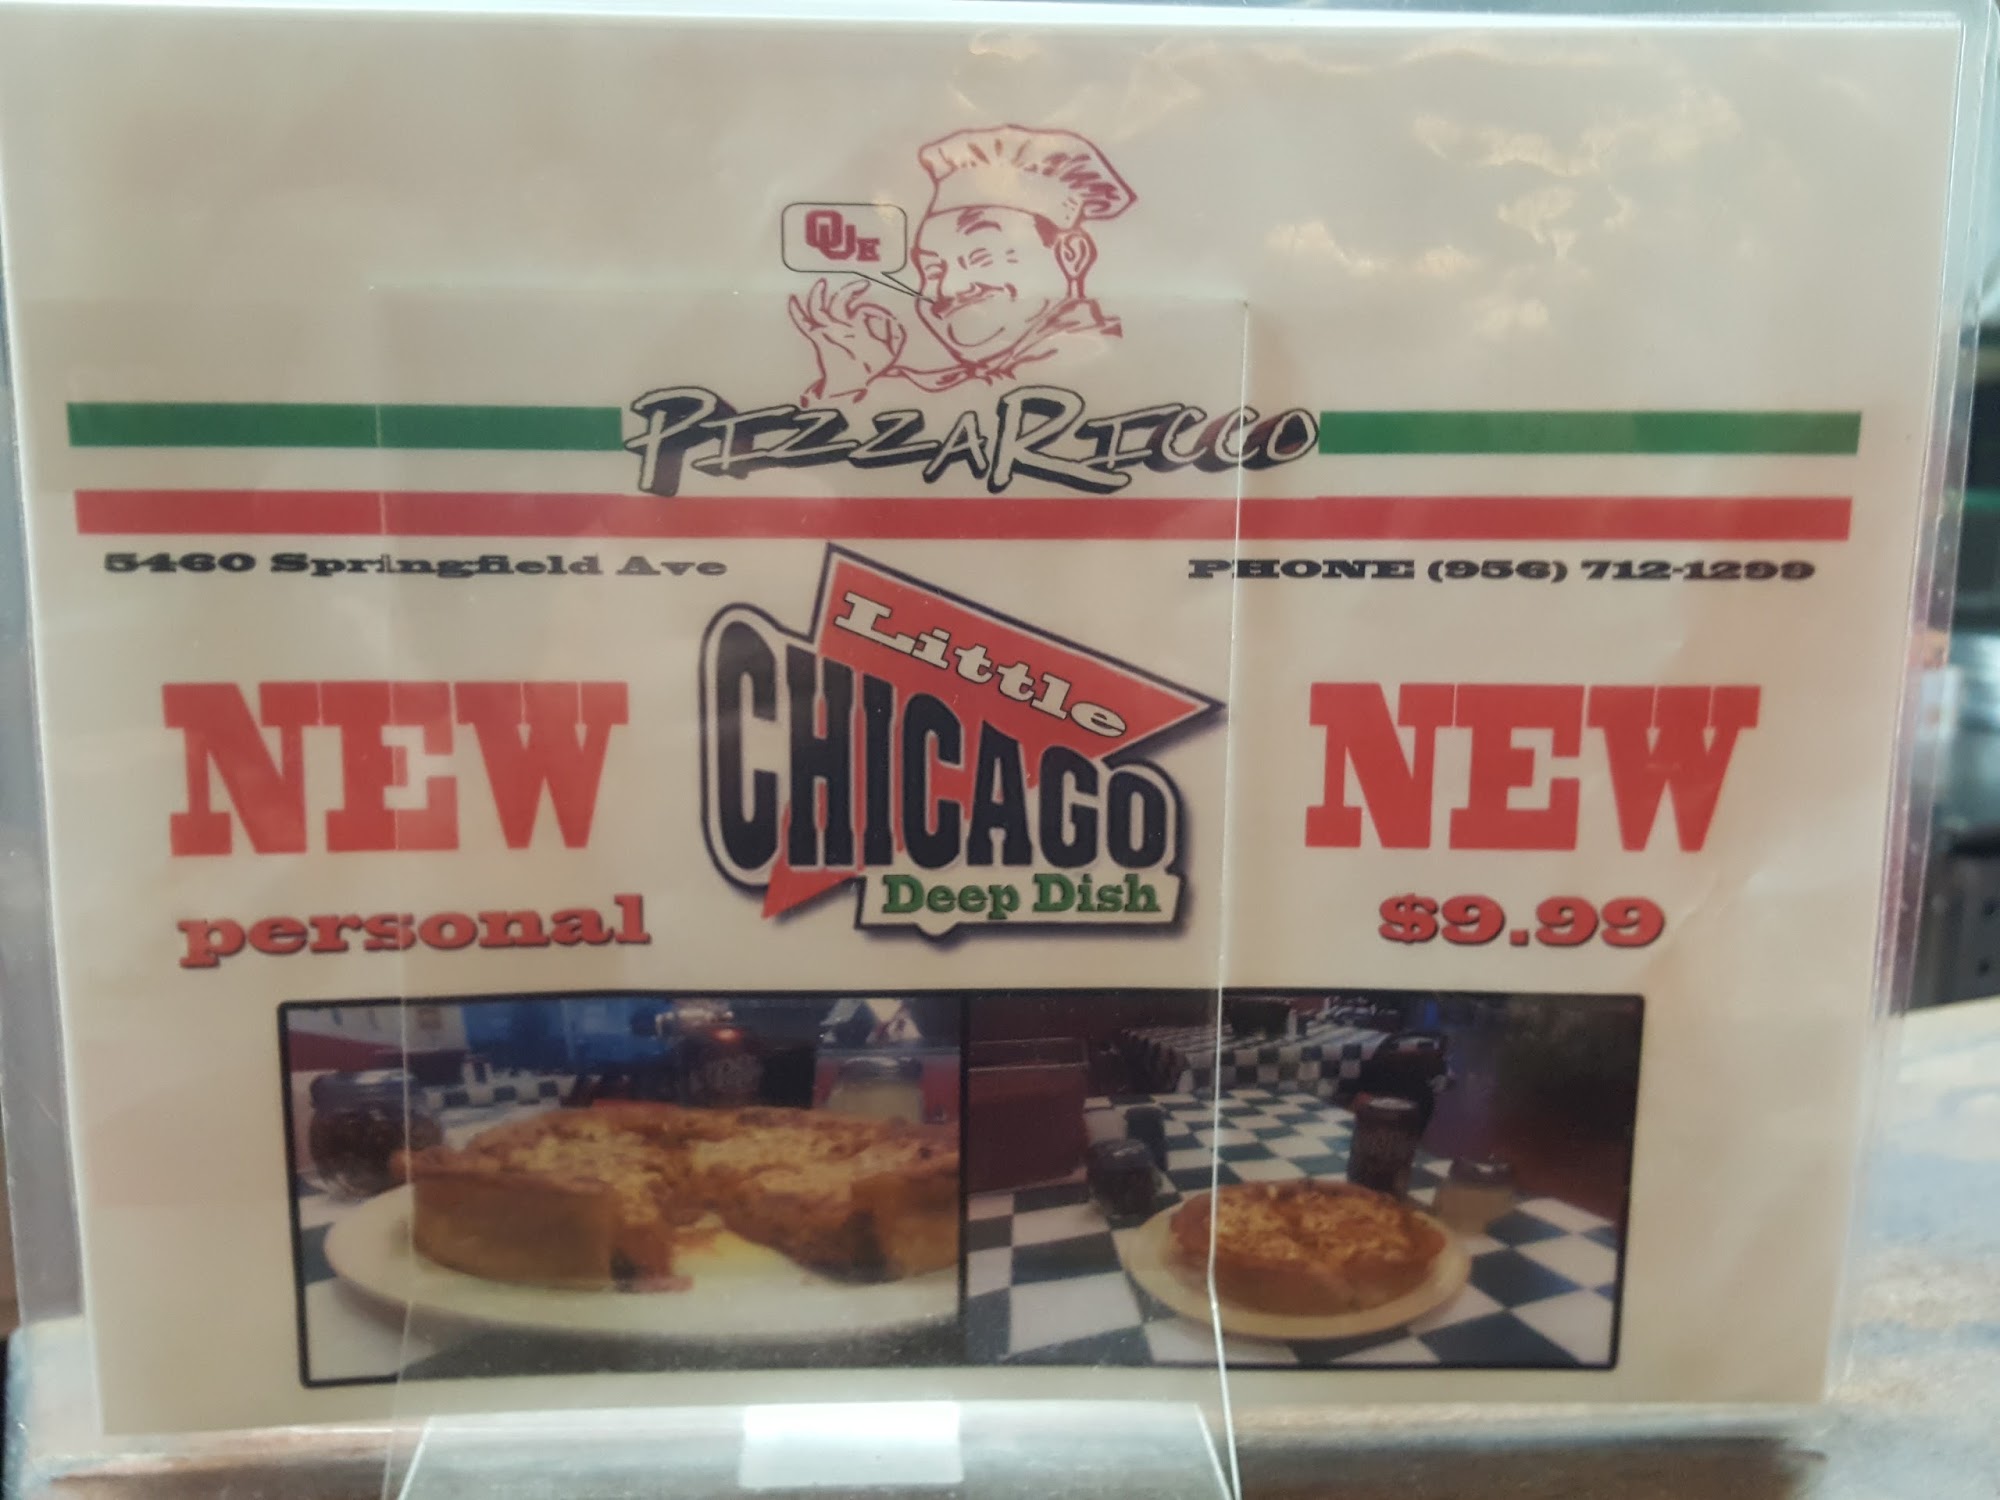 QUE
PIZZARICCO
5460 Springfield Ave
PHONE (956) 712-1299
Little
CHICAGO
Deep Dish
NEW
personal
NEW
$9.99